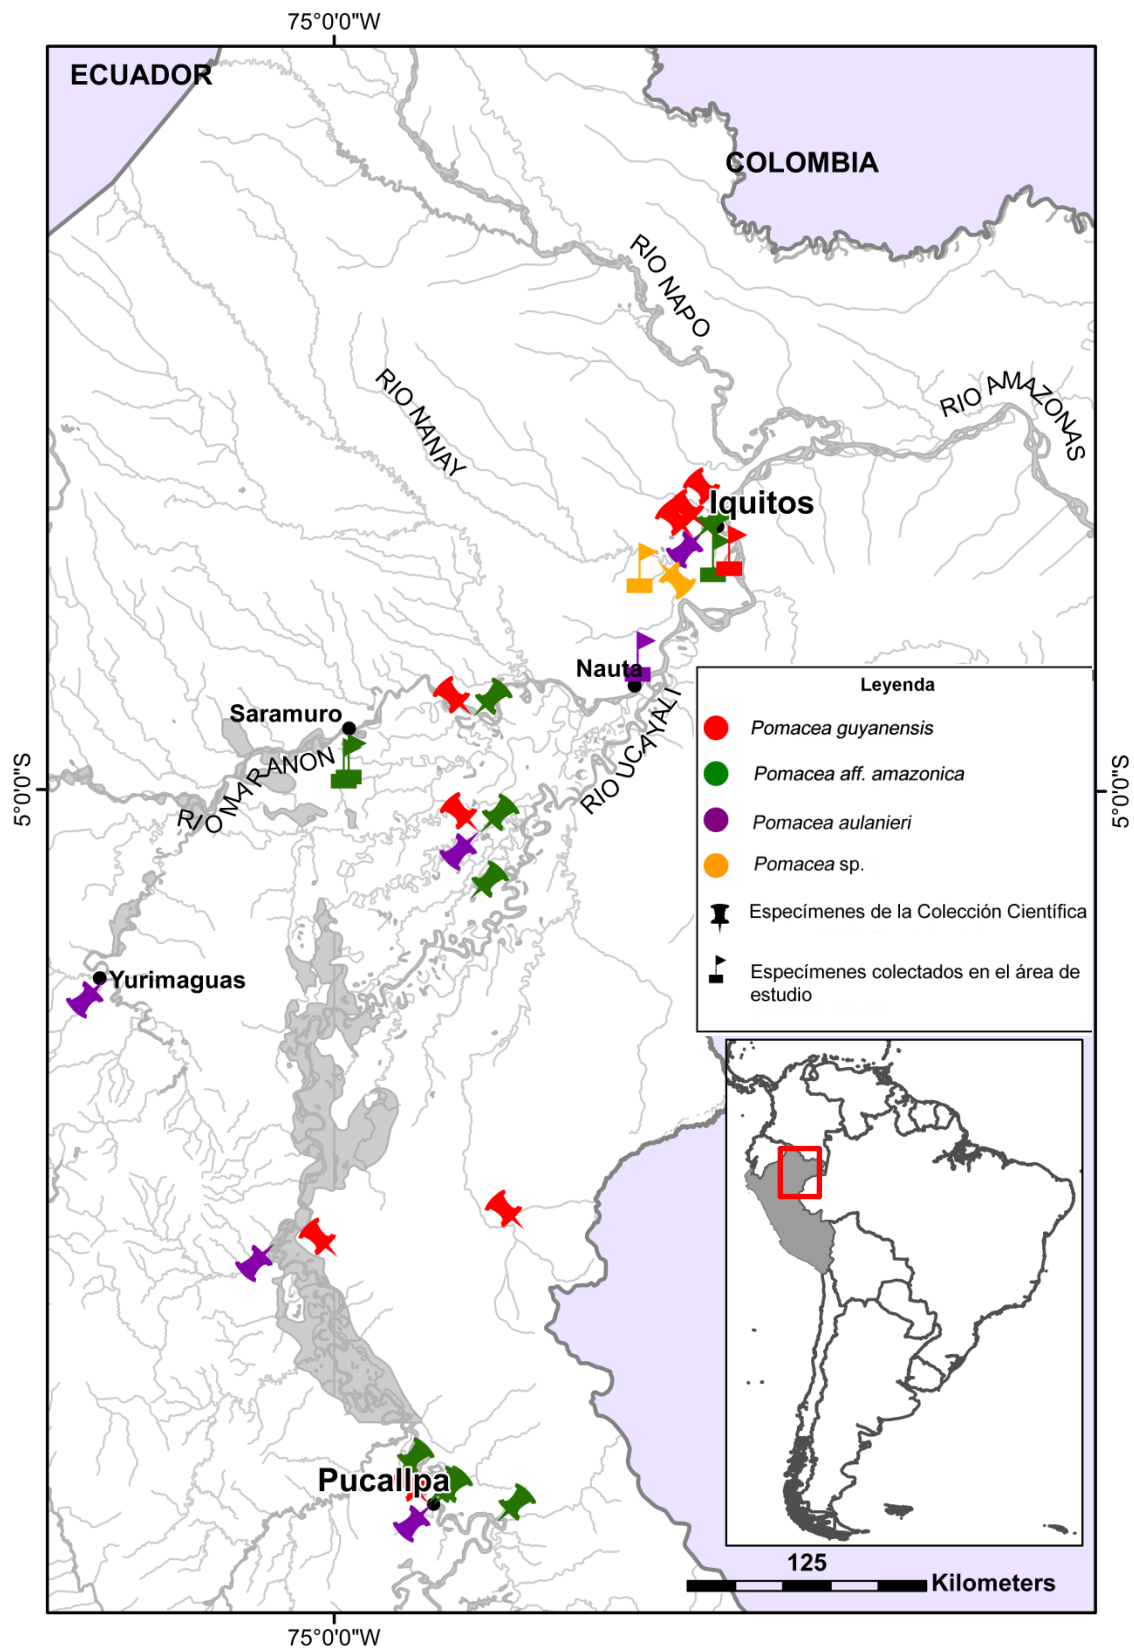 75°0'0"W
ECUADOR
COLOMBIA
RIO NAPO
RIO AMAZONAS
RIO NANAY
Iquitos
Nauta
Saramuro
RIO MARANON
RIO UCAYALI
5°0'0"S
5°0'0"S
Leyenda
Pomacea guyanensis
Pomacea aff. amazonica
Pomacea aulanieri
Pomacea sp.
Especímenes de la Colección Científica
Especímenes colectados en el área de
estudio
Yurimaguas
Pucallpa
125
Kilometers
75°0'0"W